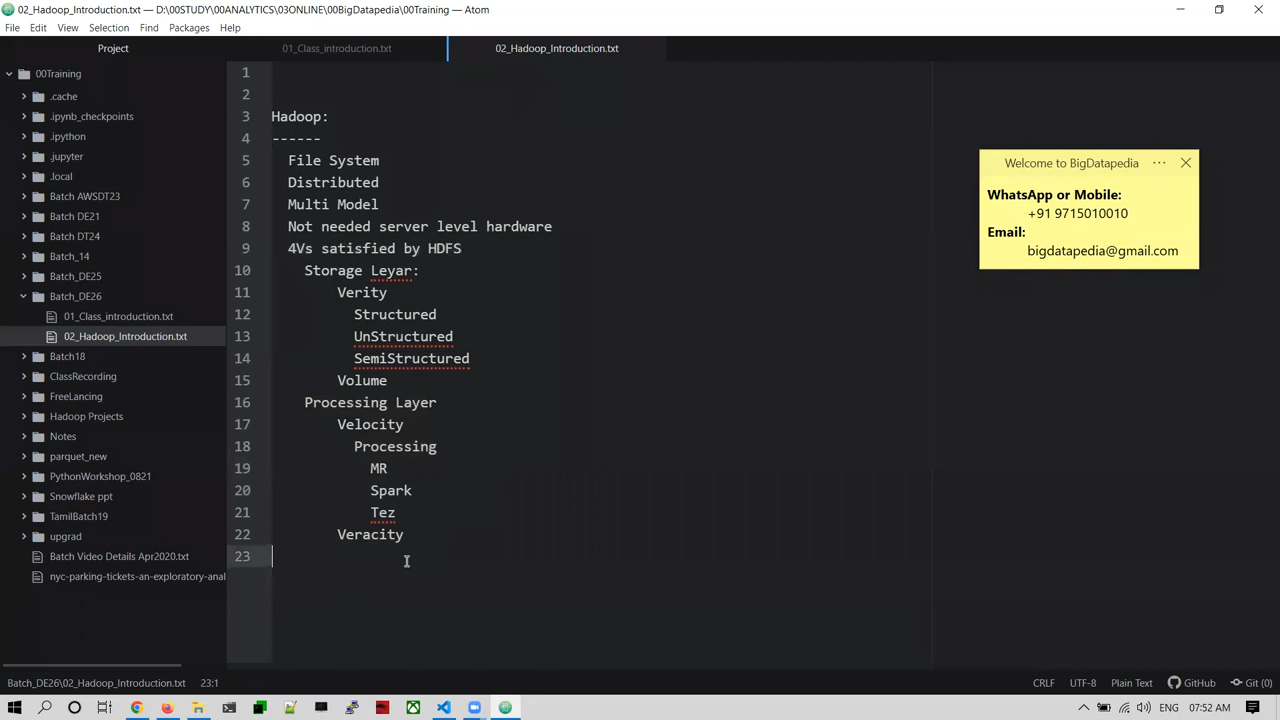 02_Hadoop_Introduction.txt — D:\00STUDY\00ANALYTICS\03ONLINE\00BigDatapedia\00Training — Atom
File Edit View Selection Find Packages Help
Project
01_Class_introduction.txt
02_Hadoop_Introduction.txt
00Training
.cache
.ipynb_checkpoints
.ipython
.jupyter
.local
Batch AWSDT23
Batch DE21
Batch DT24
Batch_14
Batch_DE25
Batch_DE26
01_Class_introduction.txt
02_Hadoop_Introduction.txt
Batch18
ClassRecording
FreeLancing
Hadoop Projects
Notes
parquet_new
PythonWorkshop_0821
Snowflake ppt
TamilBatch19
upgrad
Batch Video Details Apr2020.txt
nyc-parking-tickets-an-exploratory-anal
1
2
3 Hadoop:
4 ------
5 File System
6 Distributed
7 Multi Model
8 Not needed server level hardware
9 4Vs satisfied by HDFS
10 Storage Leyar:
11 Verity
12 Structured
13 UnStructured
14 SemiStructured
15 Volume
16 Processing Layer
17 Velocity
18 Processing
19 MR
20 Spark
21 Tez
22 Veracity
23
Welcome to BigDatapedia ...
WhatsApp or Mobile:
+91 9715010010
Email:
bigdatapedia@gmail.com
Batch_DE26\02_Hadoop_Introduction.txt 23:1
CRLF UTF-8 Plain Text GitHub Git (0)
ENG 07:52 AM